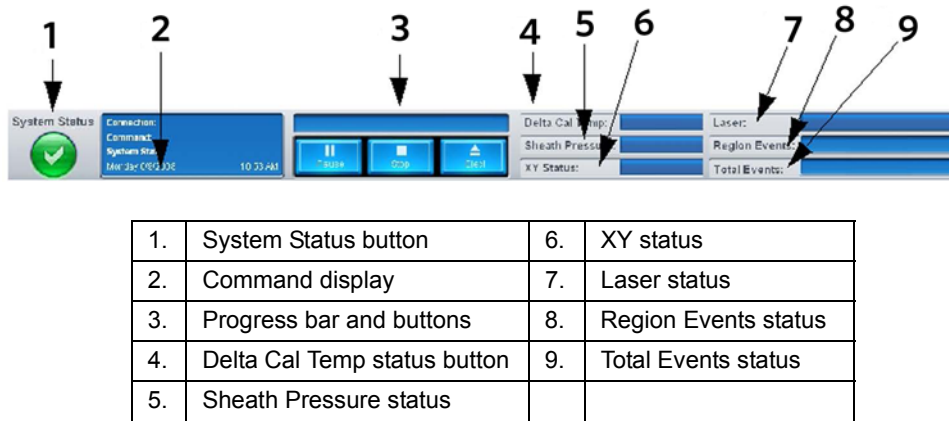 1 2 3 4 5 6 7 8 9
System Status
Connection:
Command:
System
Monday 10:53 AM
Pause Stop Eject
Delta Cal Temp:
Sheath Pressure:
XY Status:
Laser:
Region Events:
Total Events:
1. System Status button 6. XY status
2. Command display 7. Laser status
3. Progress bar and buttons 8. Region Events status
4. Delta Cal Temp status button 9. Total Events status
5. Sheath Pressure status